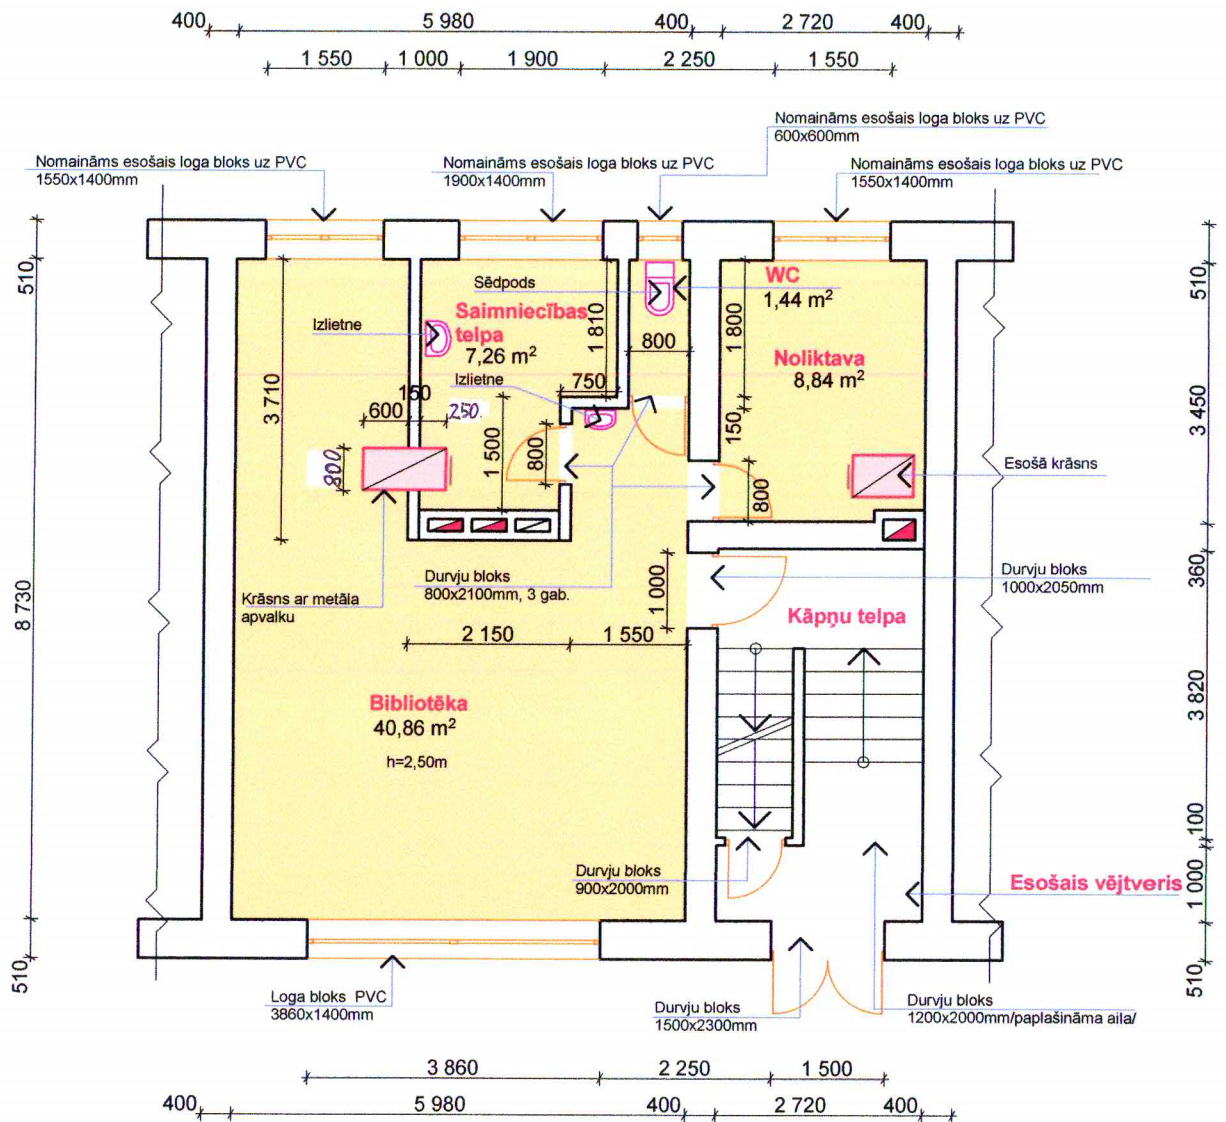 400 5 980 400 2 720 400
1 550 1 000 1 900 2 250 1 550
Nomaināms esošais loga bloks uz PVC
600x600mm
Nomaināms esošais loga bloks uz PVC
1550x1400mm
Nomaināms esošais loga bloks uz PVC
1900x1400mm
Nomaināms esošais loga bloks uz PVC
1550x1400mm
510
8 730
510
510
3 450
360
3 820
100
1 000
510
Sēdpods
WC
1,44 m²
Izlietne
Saimniecības
telpa
7,26 m²
1 810
800
1 800
Noliktava
8,84 m²
Izlietne
750
150
600
250.
3 710
800
1 500
800
150
800
Esošā krāsns
Krāsns ar metāla
apvalku
Durvju bloks
800x2100mm, 3 gab.
1 000
Durvju bloks
1000x2050mm
Kāpņu telpa
2 150
1 550
Bibliotēka
40,86 m²
h=2,50m
Durvju bloks
900x2000mm
Esošais vējtveris
Loga bloks PVC
3860x1400mm
Durvju bloks
1500x2300mm
Durvju bloks
1200x2000mm/paplašināma aila/
3 860 2 250 1 500
400 5 980 400 2 720 400